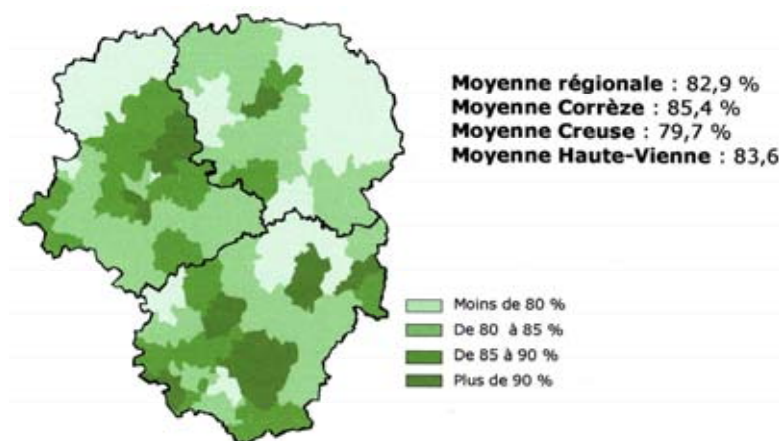 Moyenne régionale : 82,9 %
Moyenne Corrèze : 85,4 %
Moyenne Creuse : 79,7 %
Moyenne Haute-Vienne : 83,6
Moins de 80 %
De 80 à 85 %
De 85 à 90 %
Plus de 90 %